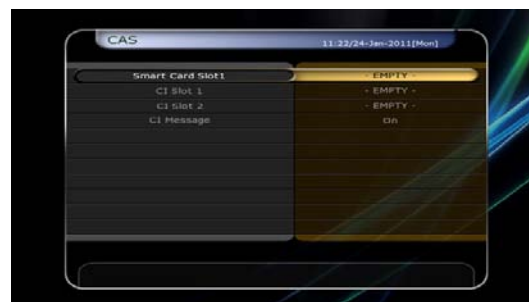 CAS 11:22/24-Jan-2011[Mon]
Smart Card Slot1 - EMPTY -
CI Slot 1 - EMPTY -
CI Slot 2 - EMPTY -
CI Message On